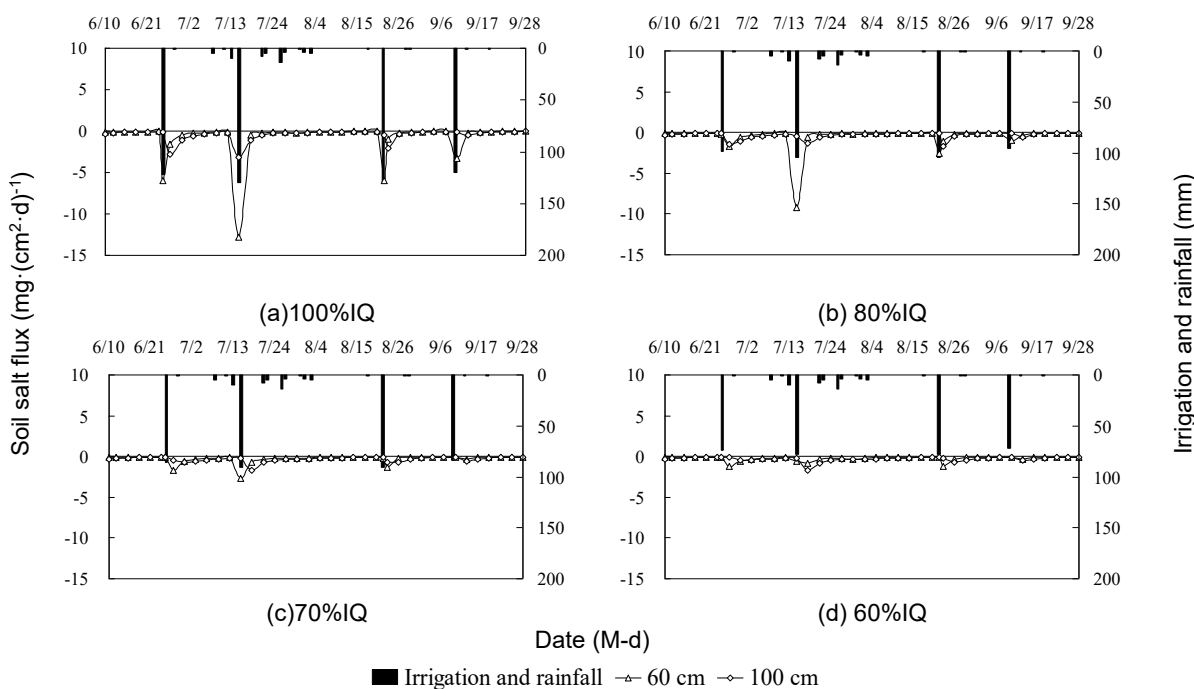 6/10 6/21 7/2 7/13 7/24 8/4 8/15 8/26 9/6 9/17 9/28
10 0
5 50
0
-5 100
-10 150
-15 200
(a)100%IQ
6/10 6/21 7/2 7/13 7/24 8/4 8/15 8/26 9/6 9/17 9/28
10 0
5 50
0
-5 100
-10 150
-15 200
(b) 80%IQ
6/10 6/21 7/2 7/13 7/24 8/4 8/15 8/26 9/6 9/17 9/28
10 0
5 50
0
-5 100
-10 150
-15 200
(c)70%IQ
6/10 6/21 7/2 7/13 7/24 8/4 8/15 8/26 9/6 9/17 9/28
10 0
5 50
0
-5 100
-10 150
-15 200
(d) 60%IQ
Soil salt flux (mg·(cm²·d)⁻¹)
Irrigation and rainfall (mm)
Date (M-d)
Irrigation and rainfall 60 cm 100 cm